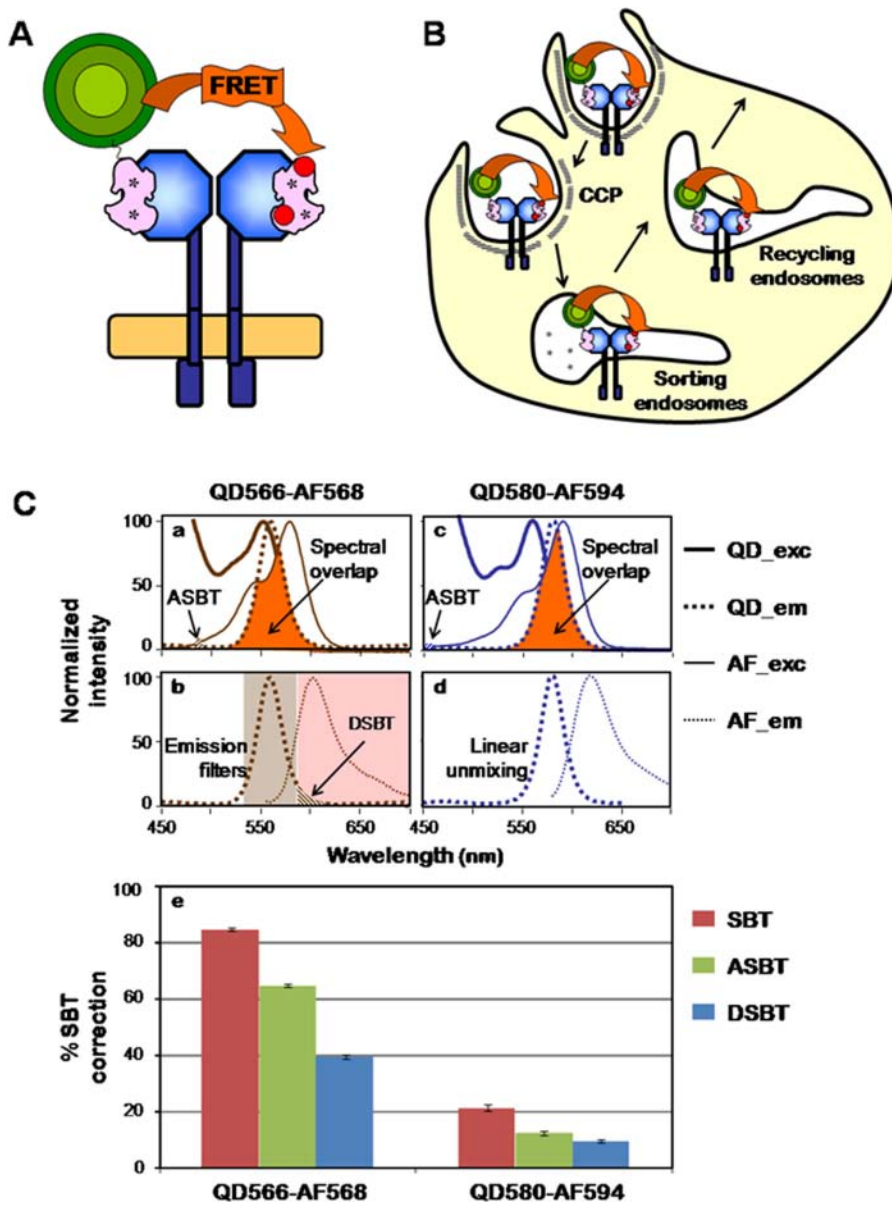 A
FRET
B
CCP
Recycling
endosomes
Sorting
endosomes
C
QD566-AF568
QD580-AF594
Normalized
intensity
100
50
0
a
Spectral
overlap
ASBT
c
Spectral
overlap
ASBT
100
50
0
b
Emission
filters
DSBT
d
Linear
unmixing
450
550
650
450
550
650
Wavelength (nm)
QD_exc
QD_em
AF_exc
AF_em
% SBT
correction
100
80
60
40
20
0
e
QD566-AF568
QD580-AF594
SBT
ASBT
DSBT